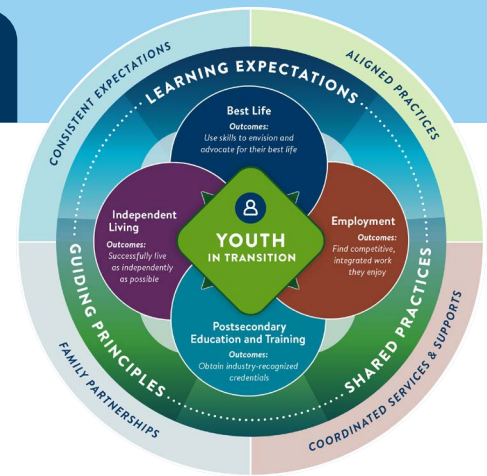 CONSISTENT EXPECTATIONS
ALIGNED PRACTICES
LEARNING EXPECTATIONS
Best Life
Outcomes:
Use skills to envision and
advocate for their best life
Independent
Living
Outcomes:
Successfully live
as independently
as possible
YOUTH
IN TRANSITION
Employment
Outcomes:
Find competitive,
integrated work
they enjoy
Postsecondary
Education and Training
Outcomes:
Obtain industry-recognized
credentials
GUIDING PRINCIPLES
SHARED PRACTICES
FAMILY PARTNERSHIPS
COORDINATED SERVICES & SUPPORTS